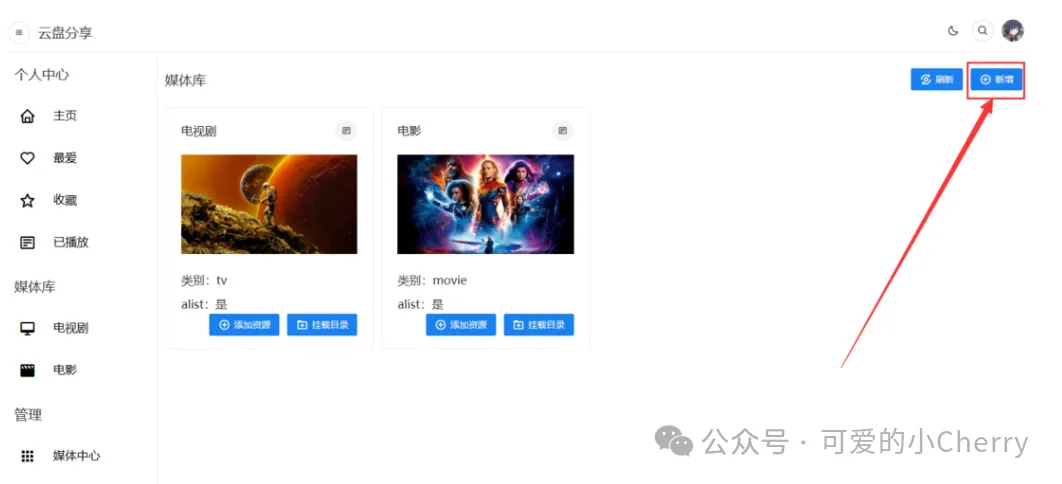 云盘分享
个人中心
主页
最爱
收藏
已播放
媒体库
电视剧
电影
管理
媒体中心
媒体库
刷新
新增
电视剧
类别：tv
alist：是
添加资源
挂载目录
电影
类别：movie
alist：是
添加资源
挂载目录
公众号 · 可爱的小Cherry